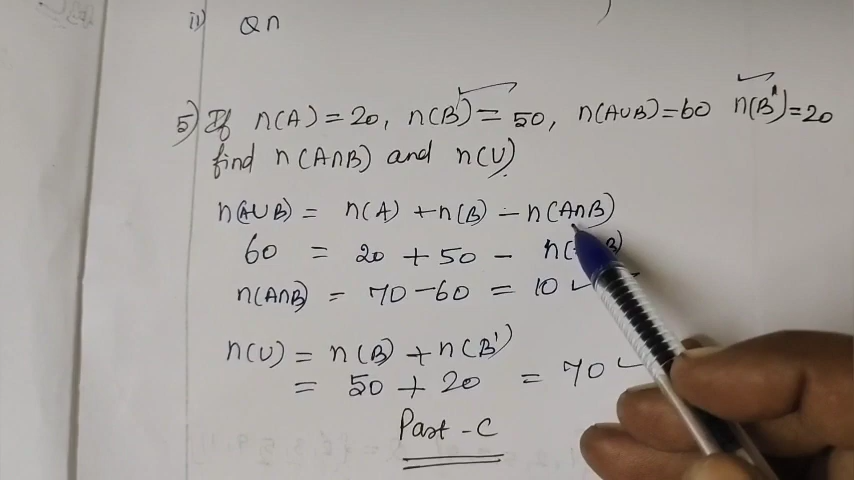 ii) Q n
5) If n(A) = 20, n(B) = 50, n(A∪B) = 60 n(B') = 20
find n(A∩B) and n(U)
n(A∪B) = n(A) + n(B) - n(A∩B)
60 = 20 + 50 - n(A∩B)
n(A∩B) = 70 - 60 = 10
n(U) = n(B) + n(B')
= 50 + 20 = 70
Part - C